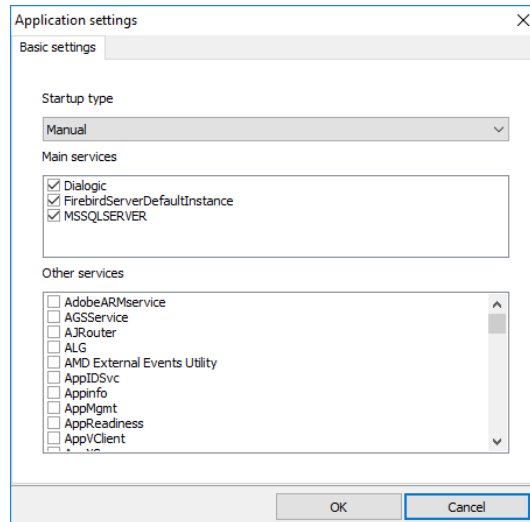 Application settings
Basic settings
Startup type
Manual
Main services
Dialogic
FirebirdServerDefaultInstance
MSSQLSERVER
Other services
AdobeARMservice
AGSService
AJRouter
ALG
AMD External Events Utility
AppIDSvc
Appinfo
AppMgmt
AppReadiness
AppVClient
OK Cancel